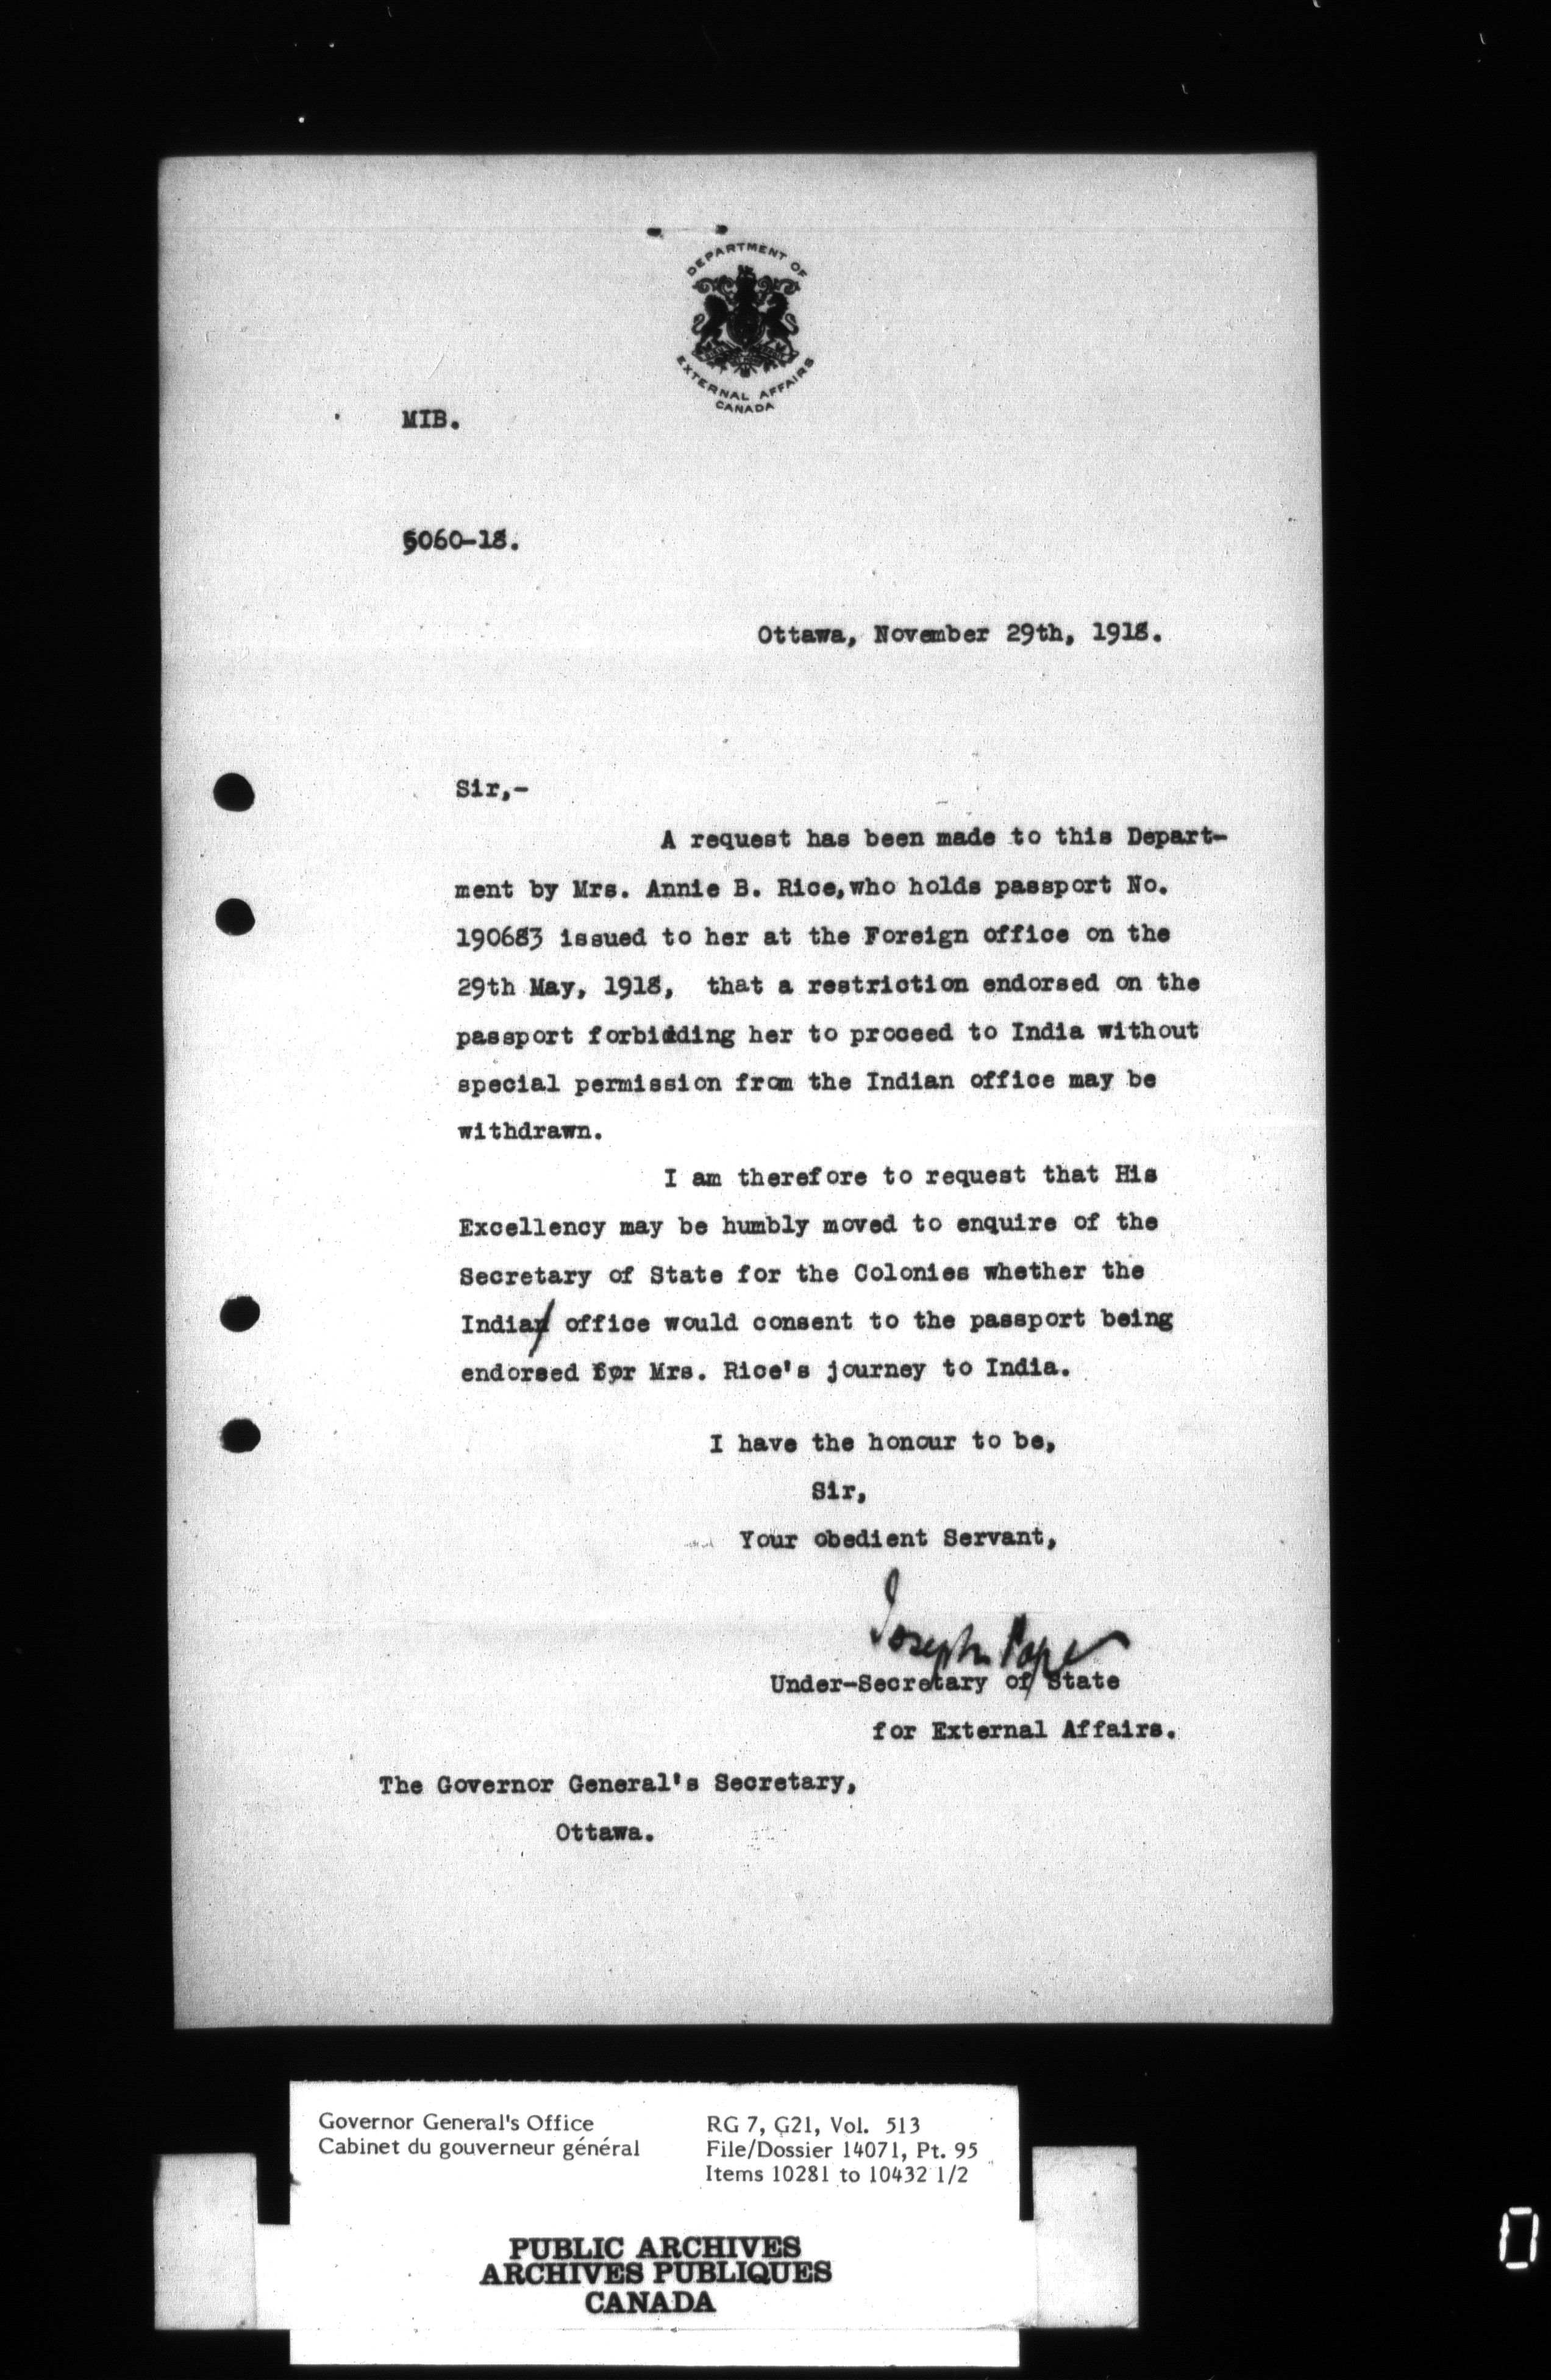 DEPARTMENT OF
EXTERNAL AFFAIRS
CANADA
MIB.
5060-18.
Ottawa, November 29th, 1918.
Sir,-
A request has been made to this Depart-
ment by Mrs. Annie B. Rice, who holds passport No.
190683 issued to her at the Foreign office on the
29th May, 1918, that a restriction endorsed on the
passport forbidding her to proceed to India without
special permission from the Indian office may be
withdrawn.
I am therefore to request that His
Excellency may be humbly moved to enquire of the
Secretary of State for the Colonies whether the
Indian office would consent to the passport being
endorsed for Mrs. Rice's journey to India.
I have the honour to be,
Sir,
Your obedient Servant,
Joseph Pope
Under-Secretary of State
for External Affairs.
The Governor General's Secretary,
Ottawa.
Governor General's Office
Cabinet du gouverneur général
RG 7, G21, Vol. 513
File/Dossier 14071, Pt. 95
Items 10281 to 10432 1/2
PUBLIC ARCHIVES
ARCHIVES PUBLIQUES
CANADA
0